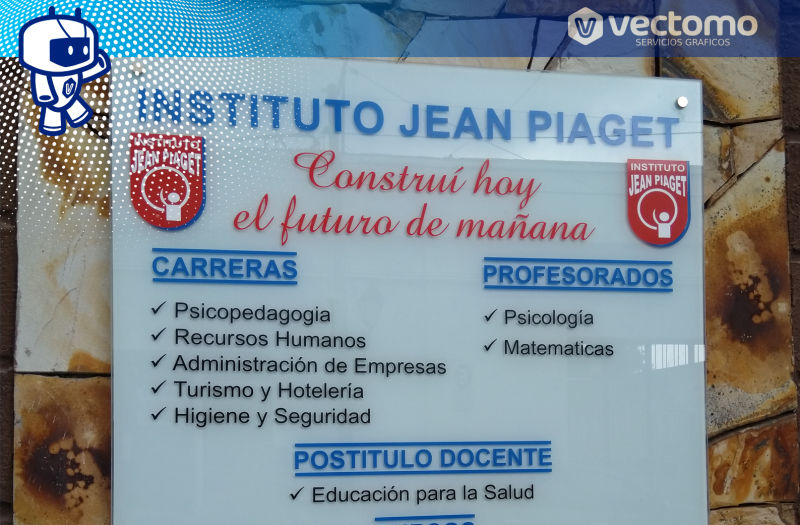 vectomo
SERVICIOS GRAFICOS
INSTITUTO JEAN PIAGET
INSTITUTO
JEAN PIAGET
INSTITUTO
JEAN PIAGET
Construí hoy
el futuro de mañana
CARRERAS
✓ Psicopedagogia
✓ Recursos Humanos
✓ Administración de Empresas
✓ Turismo y Hotelería
✓ Higiene y Seguridad
PROFESORADOS
✓ Psicología
✓ Matematicas
POSTITULO DOCENTE
✓ Educación para la Salud